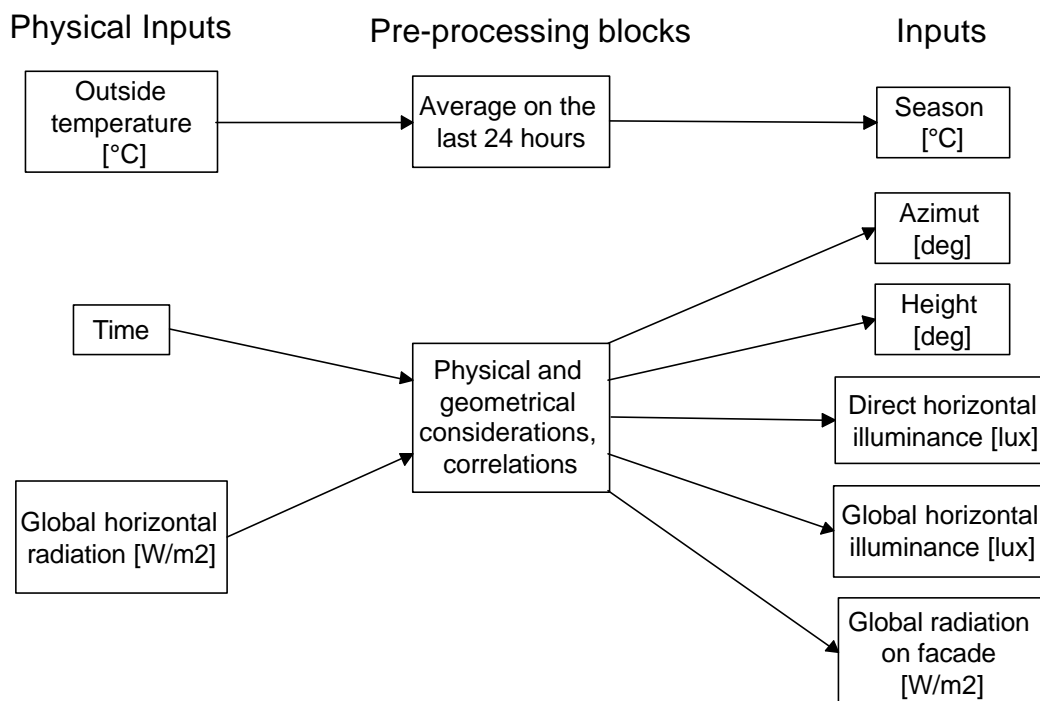 Physical Inputs
Pre-processing blocks
Inputs
Outside
temperature
[°C]
Average on the
last 24 hours
Season
[°C]
Azimut
[deg]
Time
Height
[deg]
Physical and
geometrical
considerations,
correlations
Direct horizontal
illuminance [lux]
Global horizontal
radiation [W/m2]
Global horizontal
illuminance [lux]
Global radiation
on facade
[W/m2]